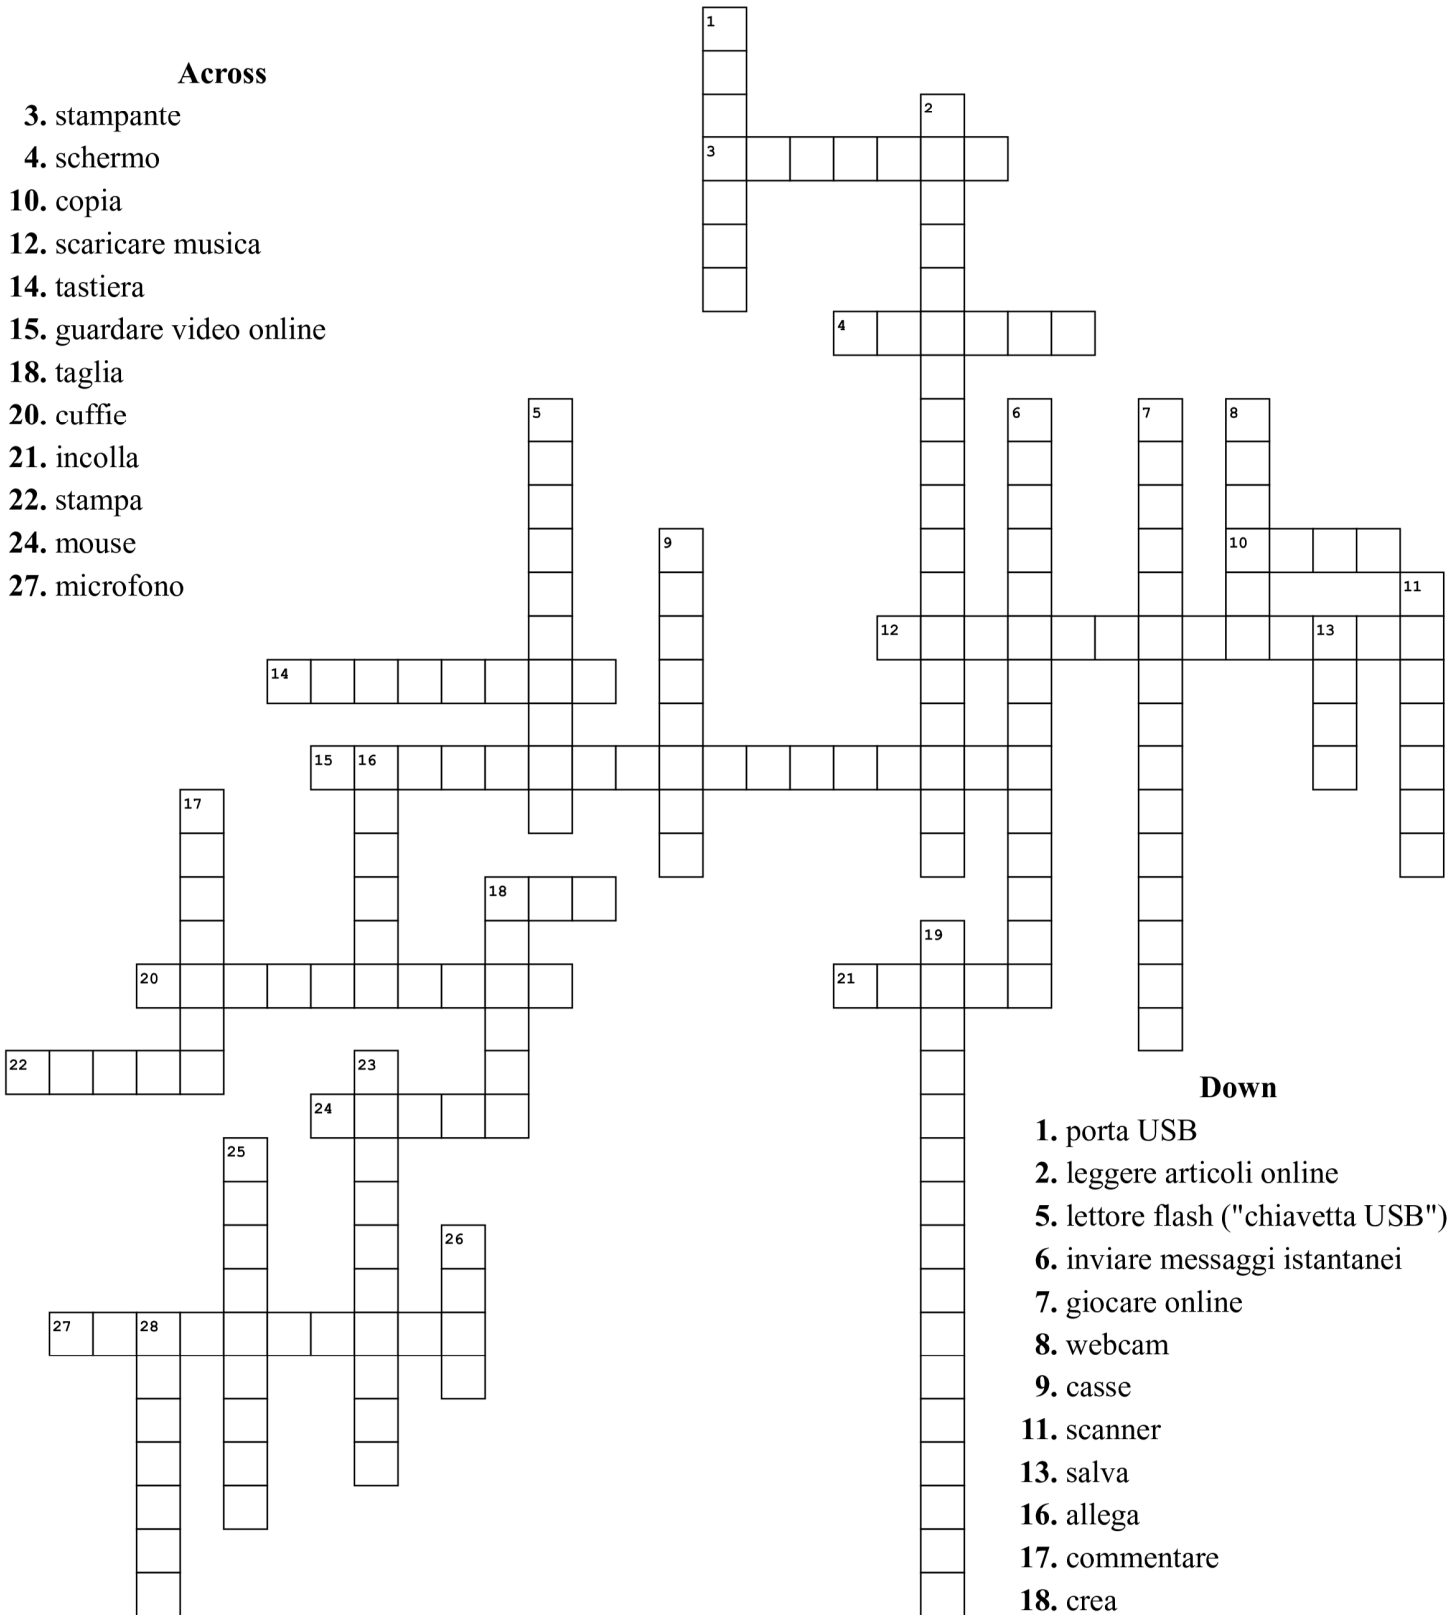 1
Across
3. stampante
4. schermo
10. copia
12. scaricare musica
14. tastiera
15. guardare video online
18. taglia
20. cuffie
21. incolla
22. stampa
24. mouse
27. microfono
2
3
4
5
6
7
8
9
10
11
12
13
14
15
16
17
18
19
20
21
22
23
24
25
26
27
28
Down
1. porta USB
2. leggere articoli online
5. lettore flash ("chiavetta USB")
6. inviare messaggi istantanei
7. giocare online
8. webcam
9. casse
11. scanner
13. salva
16. allega
17. commentare
18. crea